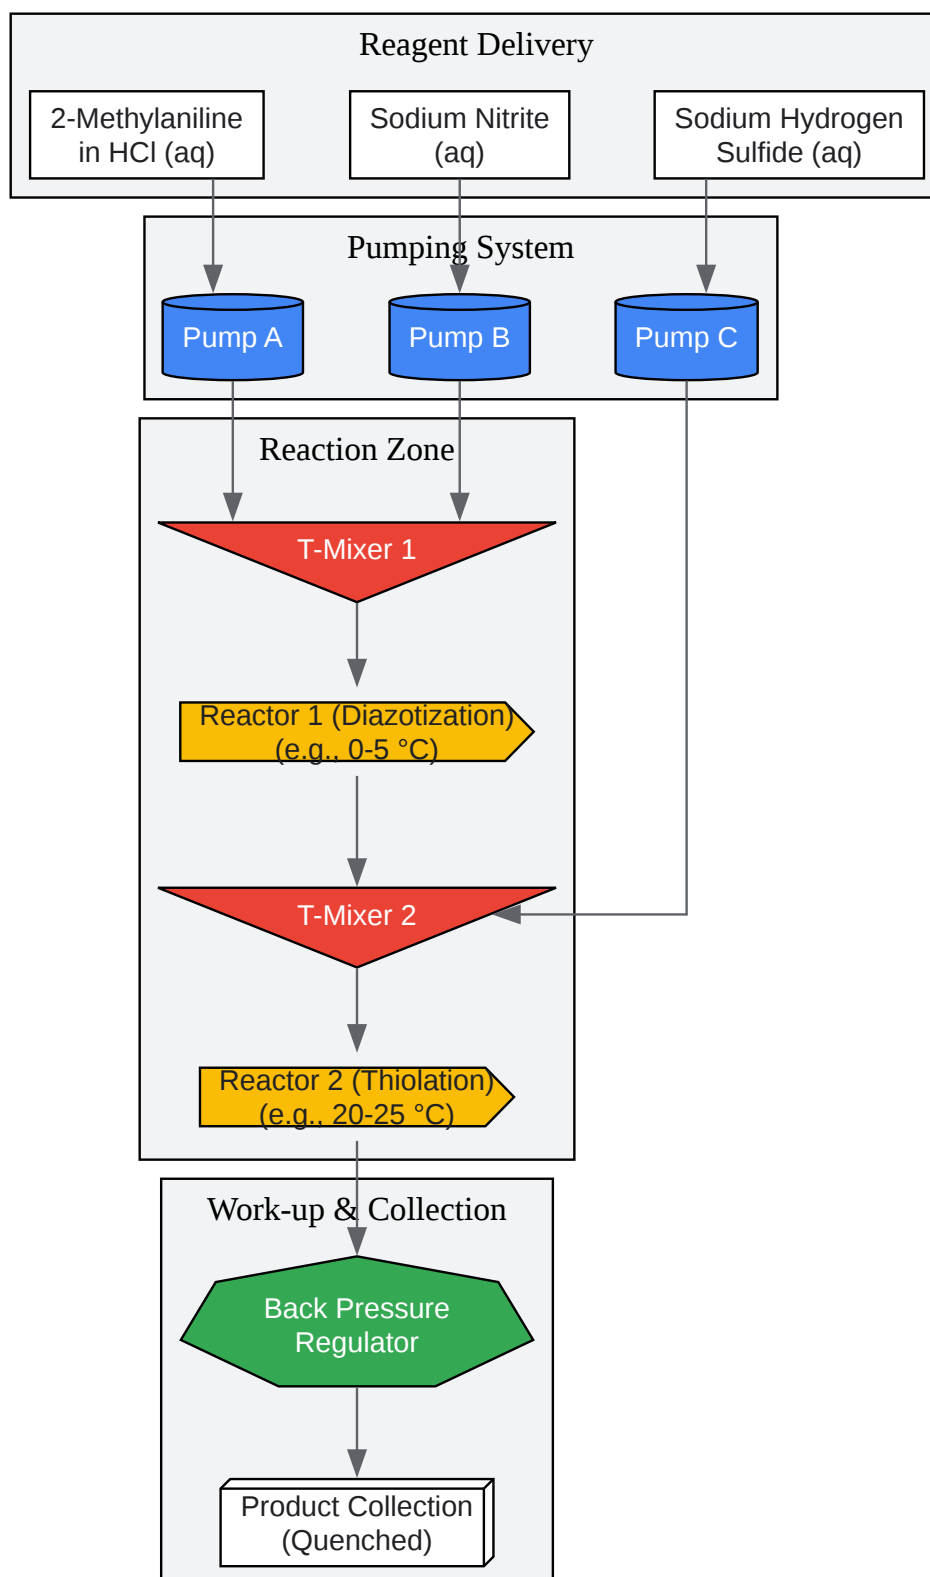 Reagent Delivery
2-Methylaniline
in HCl (aq)
Sodium Nitrite
(aq)
Sodium Hydrogen
Sulfide (aq)
Pumping System
Pump A
Pump B
Pump C
Reaction Zone
T-Mixer 1
Reactor 1 (Diazotization)
(e.g., 0-5 °C)
T-Mixer 2
Reactor 2 (Thiolation)
(e.g., 20-25 °C)
Work-up & Collection
Back Pressure
Regulator
Product Collection
(Quenched)